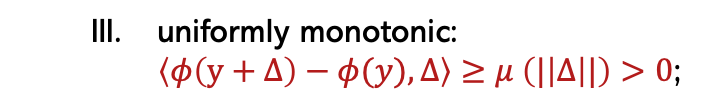 III. uniformly monotonic:
⟨ϕ(y + Δ) − ϕ(y), Δ⟩ ≥ μ (||Δ||) > 0;